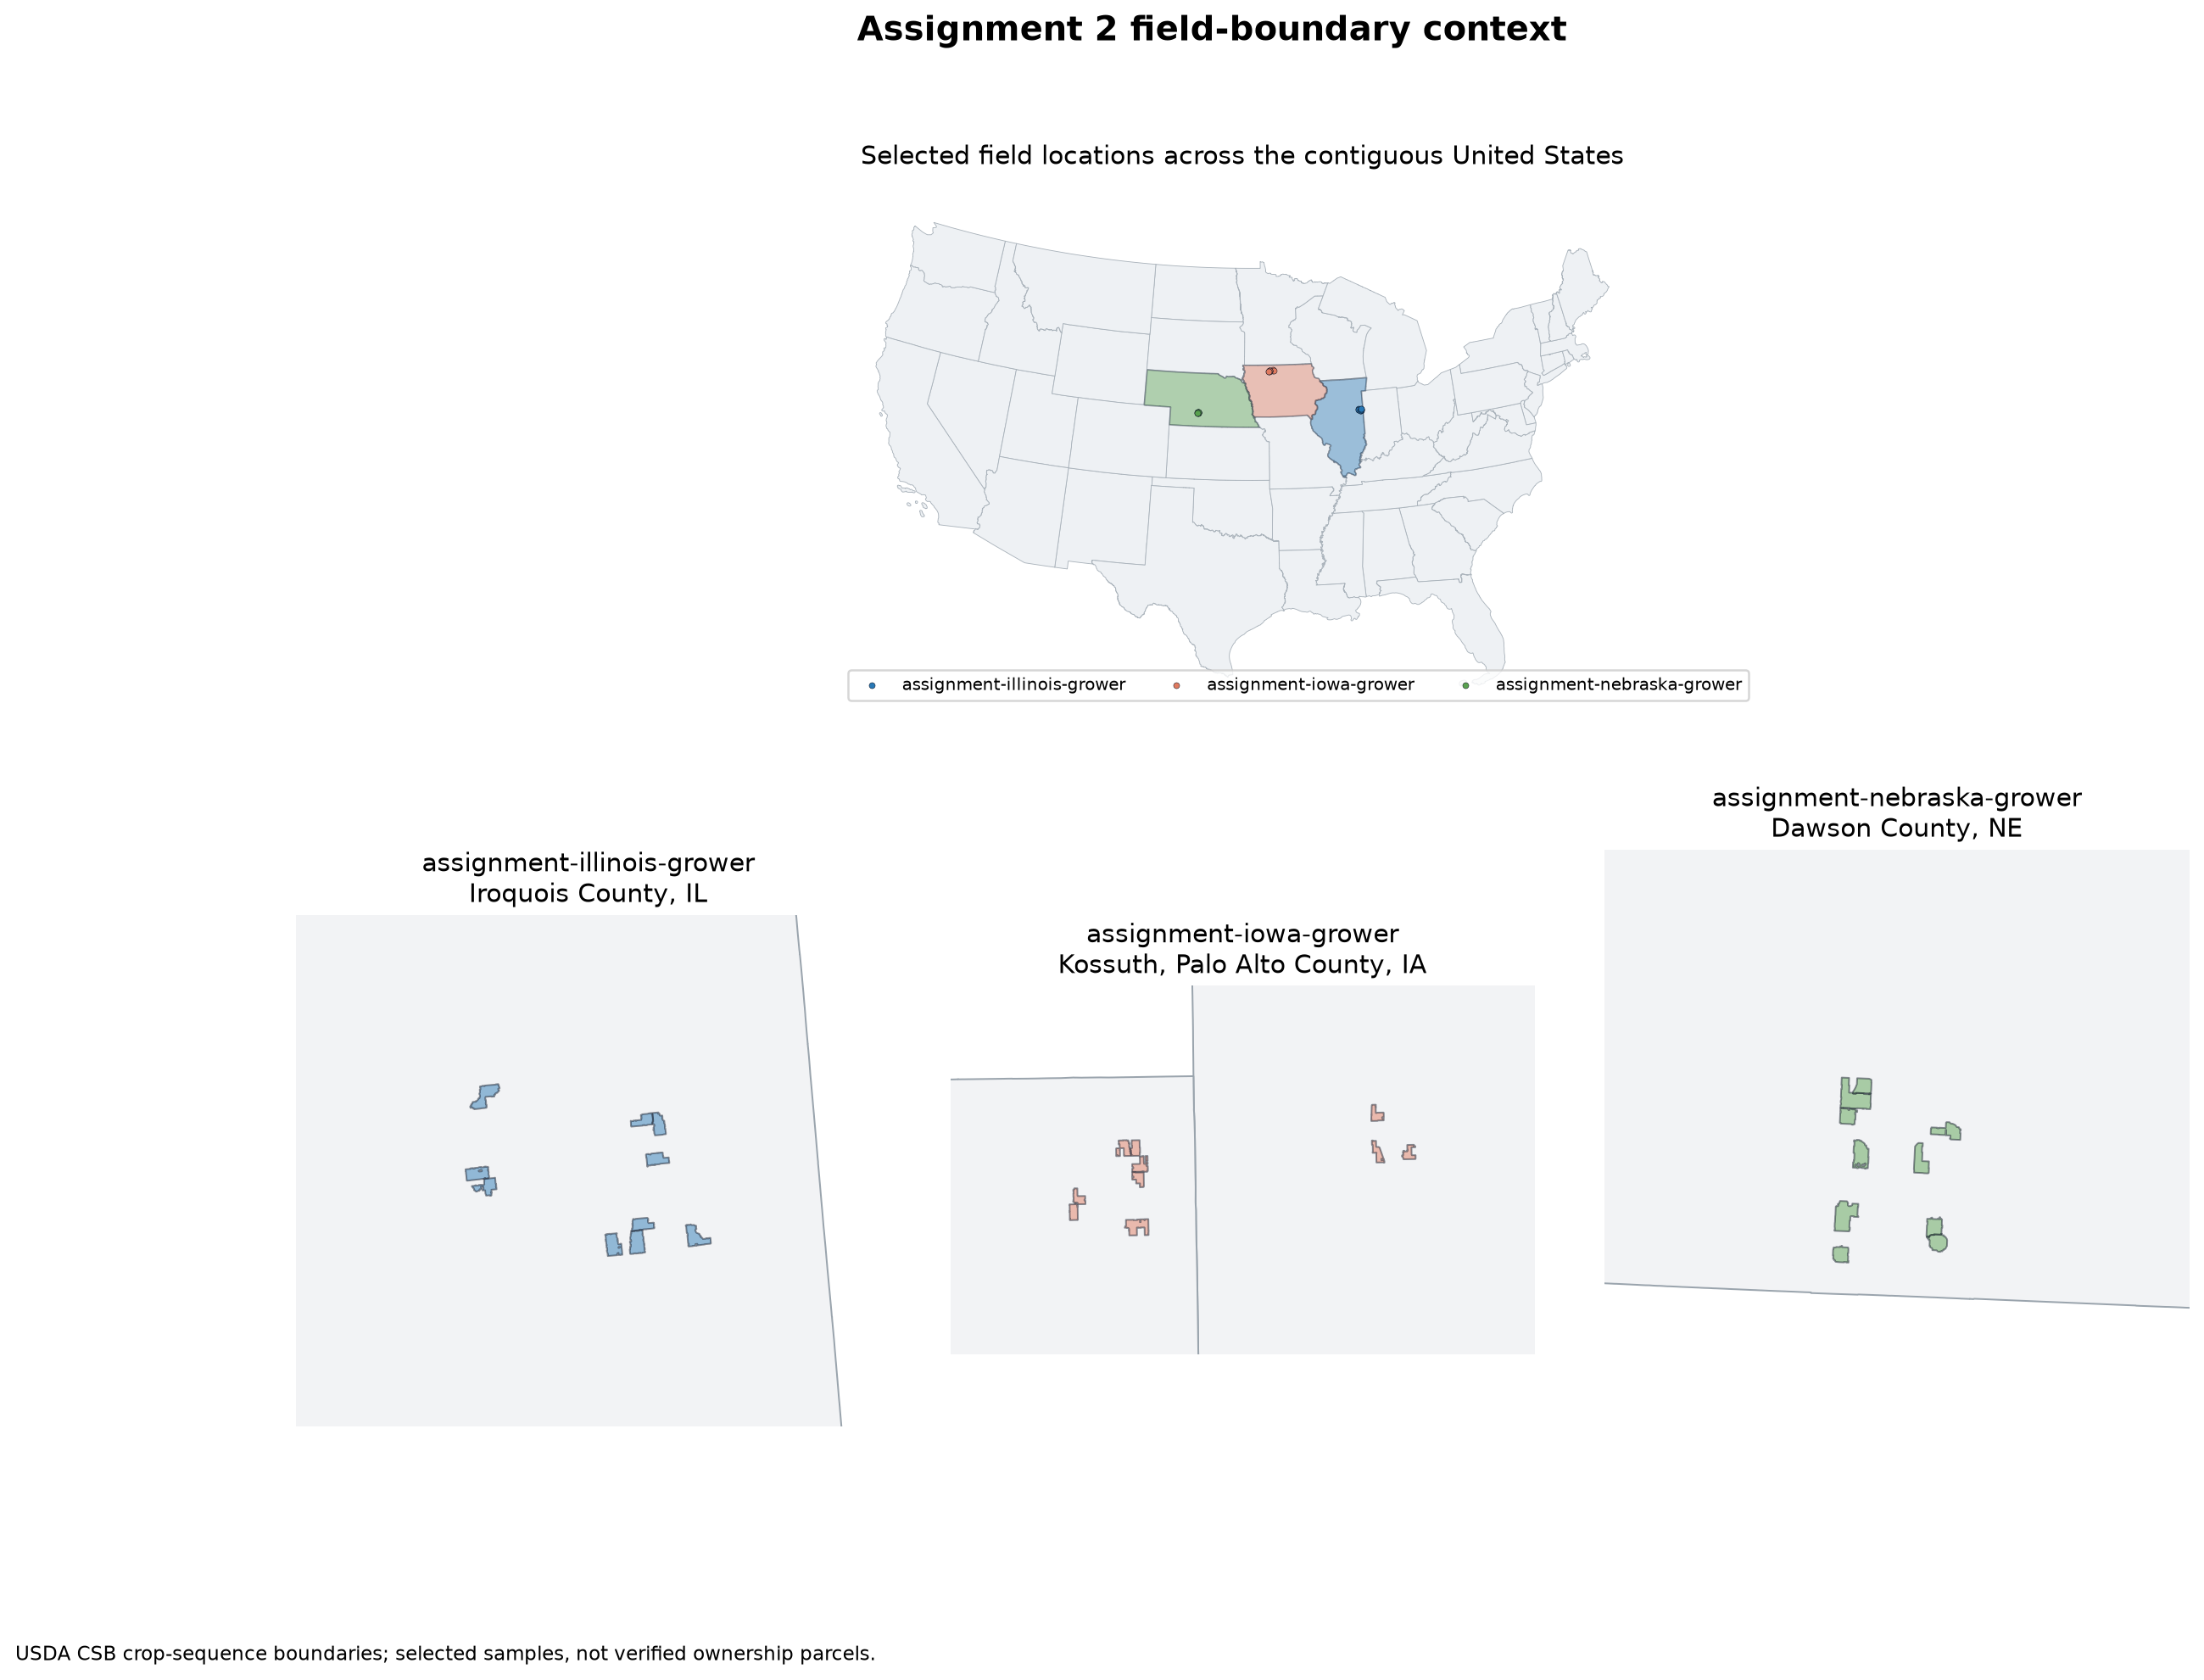 Assignment 2 field-boundary context
Selected field locations across the contiguous United States
assignment-illinois-grower
assignment-iowa-grower
assignment-nebraska-grower
assignment-illinois-grower
Iroquois County, IL
assignment-iowa-grower
Kossuth, Palo Alto County, IA
assignment-nebraska-grower
Dawson County, NE
USDA CSB crop-sequence boundaries; selected samples, not verified ownership parcels.